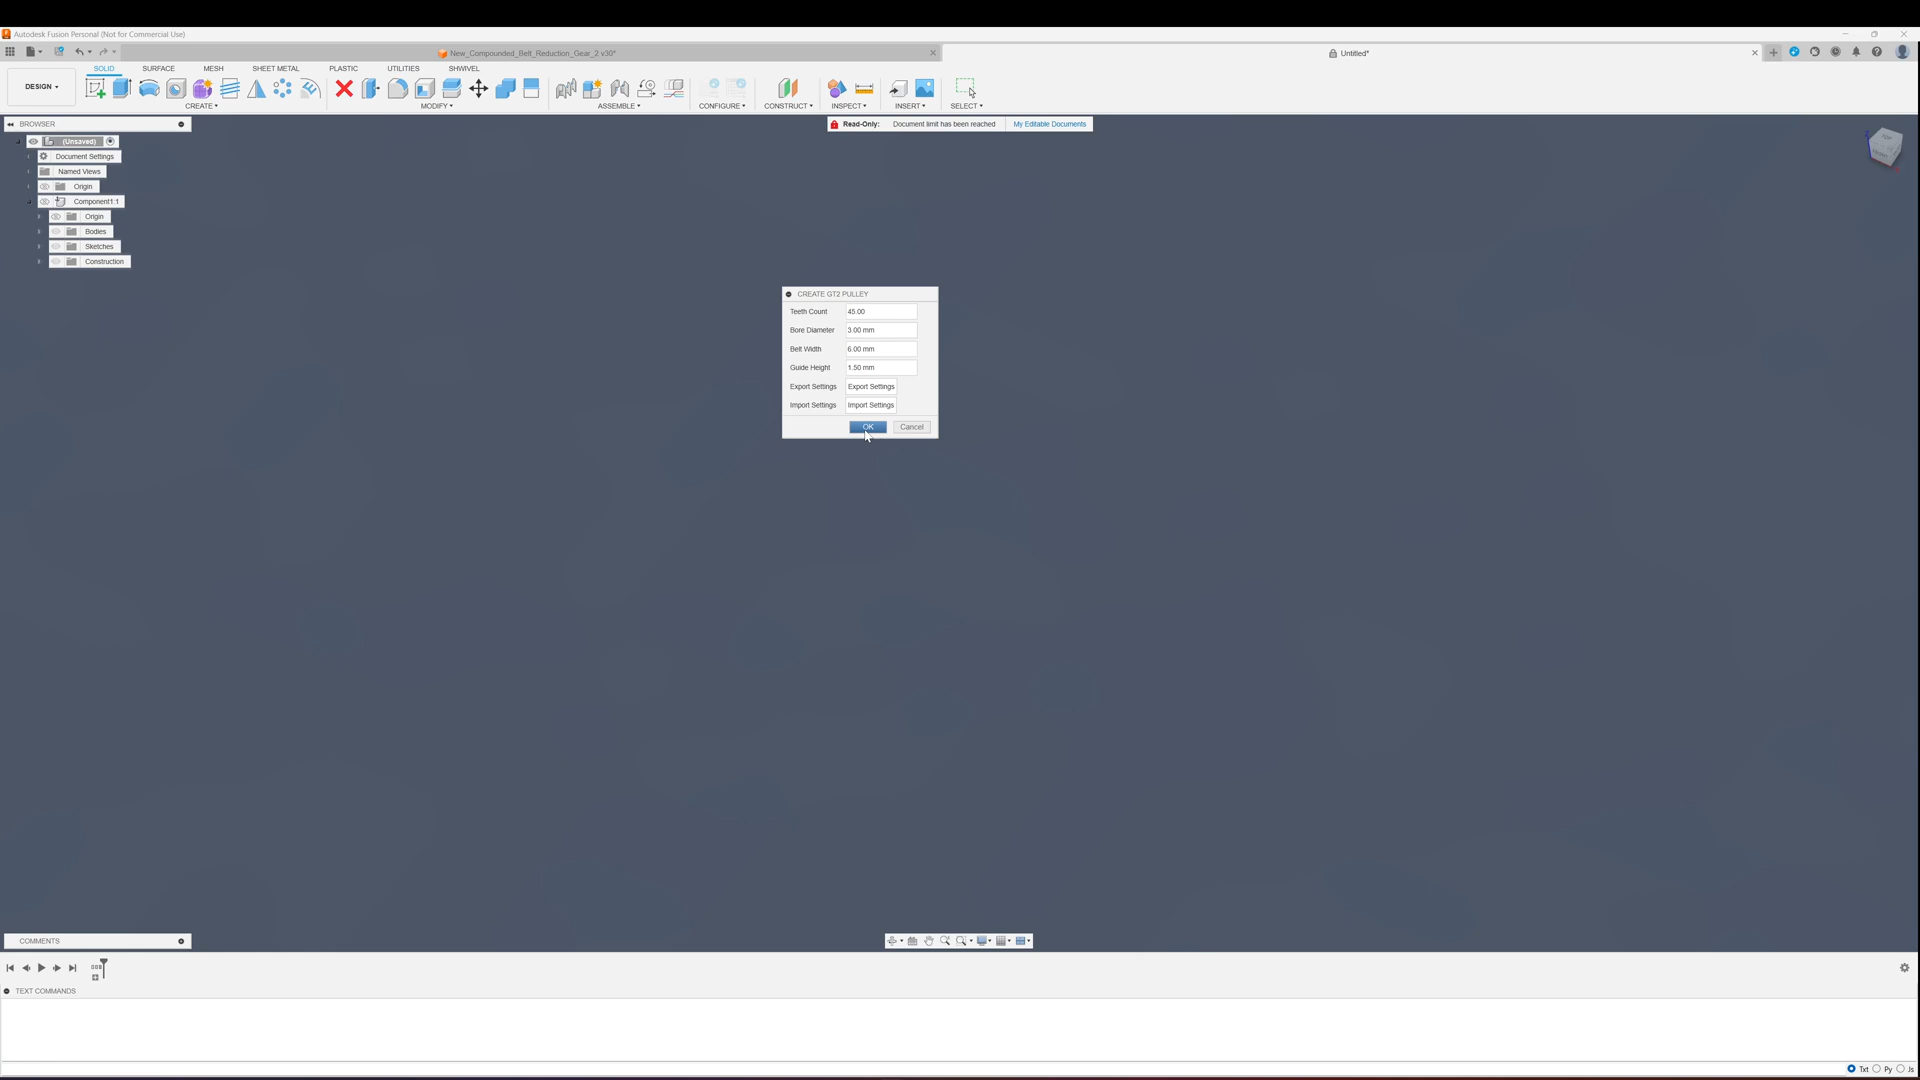 Autodesk Fusion Personal (Not for Commercial Use)
New_Compounded_Belt_Reduction_Gear_2 v30*
Untitled*
SOLID SURFACE MESH SHEET METAL PLASTIC UTILITIES SHWIVEL
DESIGN
CREATE MODIFY ASSEMBLE CONFIGURE CONSTRUCT INSPECT INSERT SELECT
BROWSER
Read-Only: Document limit has been reached My Editable Documents
(Unsaved)
Document Settings
Named Views
Origin
Component1:1
Origin
Bodies
Sketches
Construction
CREATE GT2 PULLEY
Teeth Count 45.00
Bore Diameter 3.00 mm
Belt Width 6.00 mm
Guide Height 1.50 mm
Export Settings Export Settings
Import Settings Import Settings
OK Cancel
COMMENTS
TEXT COMMANDS
Txt Py Js